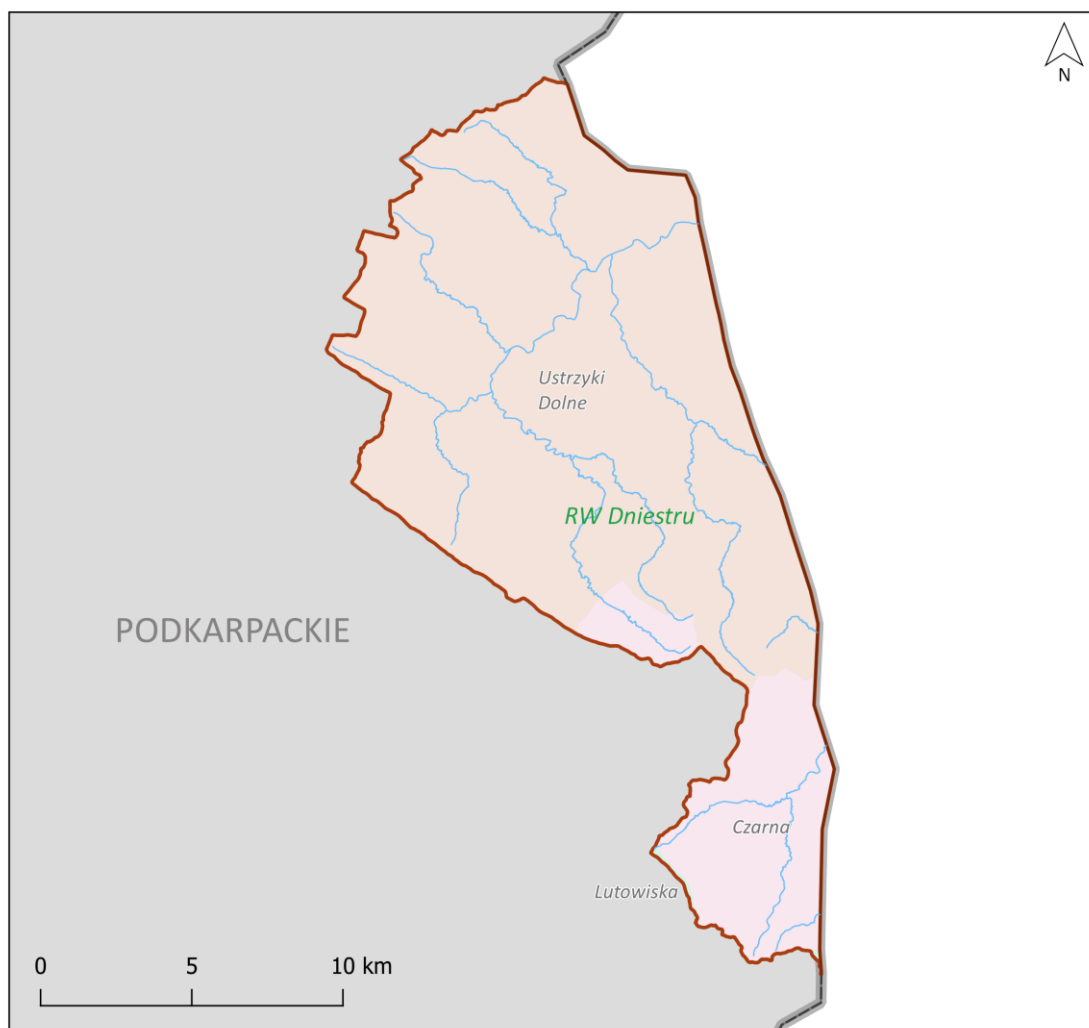 N
Ustrzyki
Dolne
RW Dniestru
PODKARPACKIE
Czarna
Lutowiska
0 5 10 km